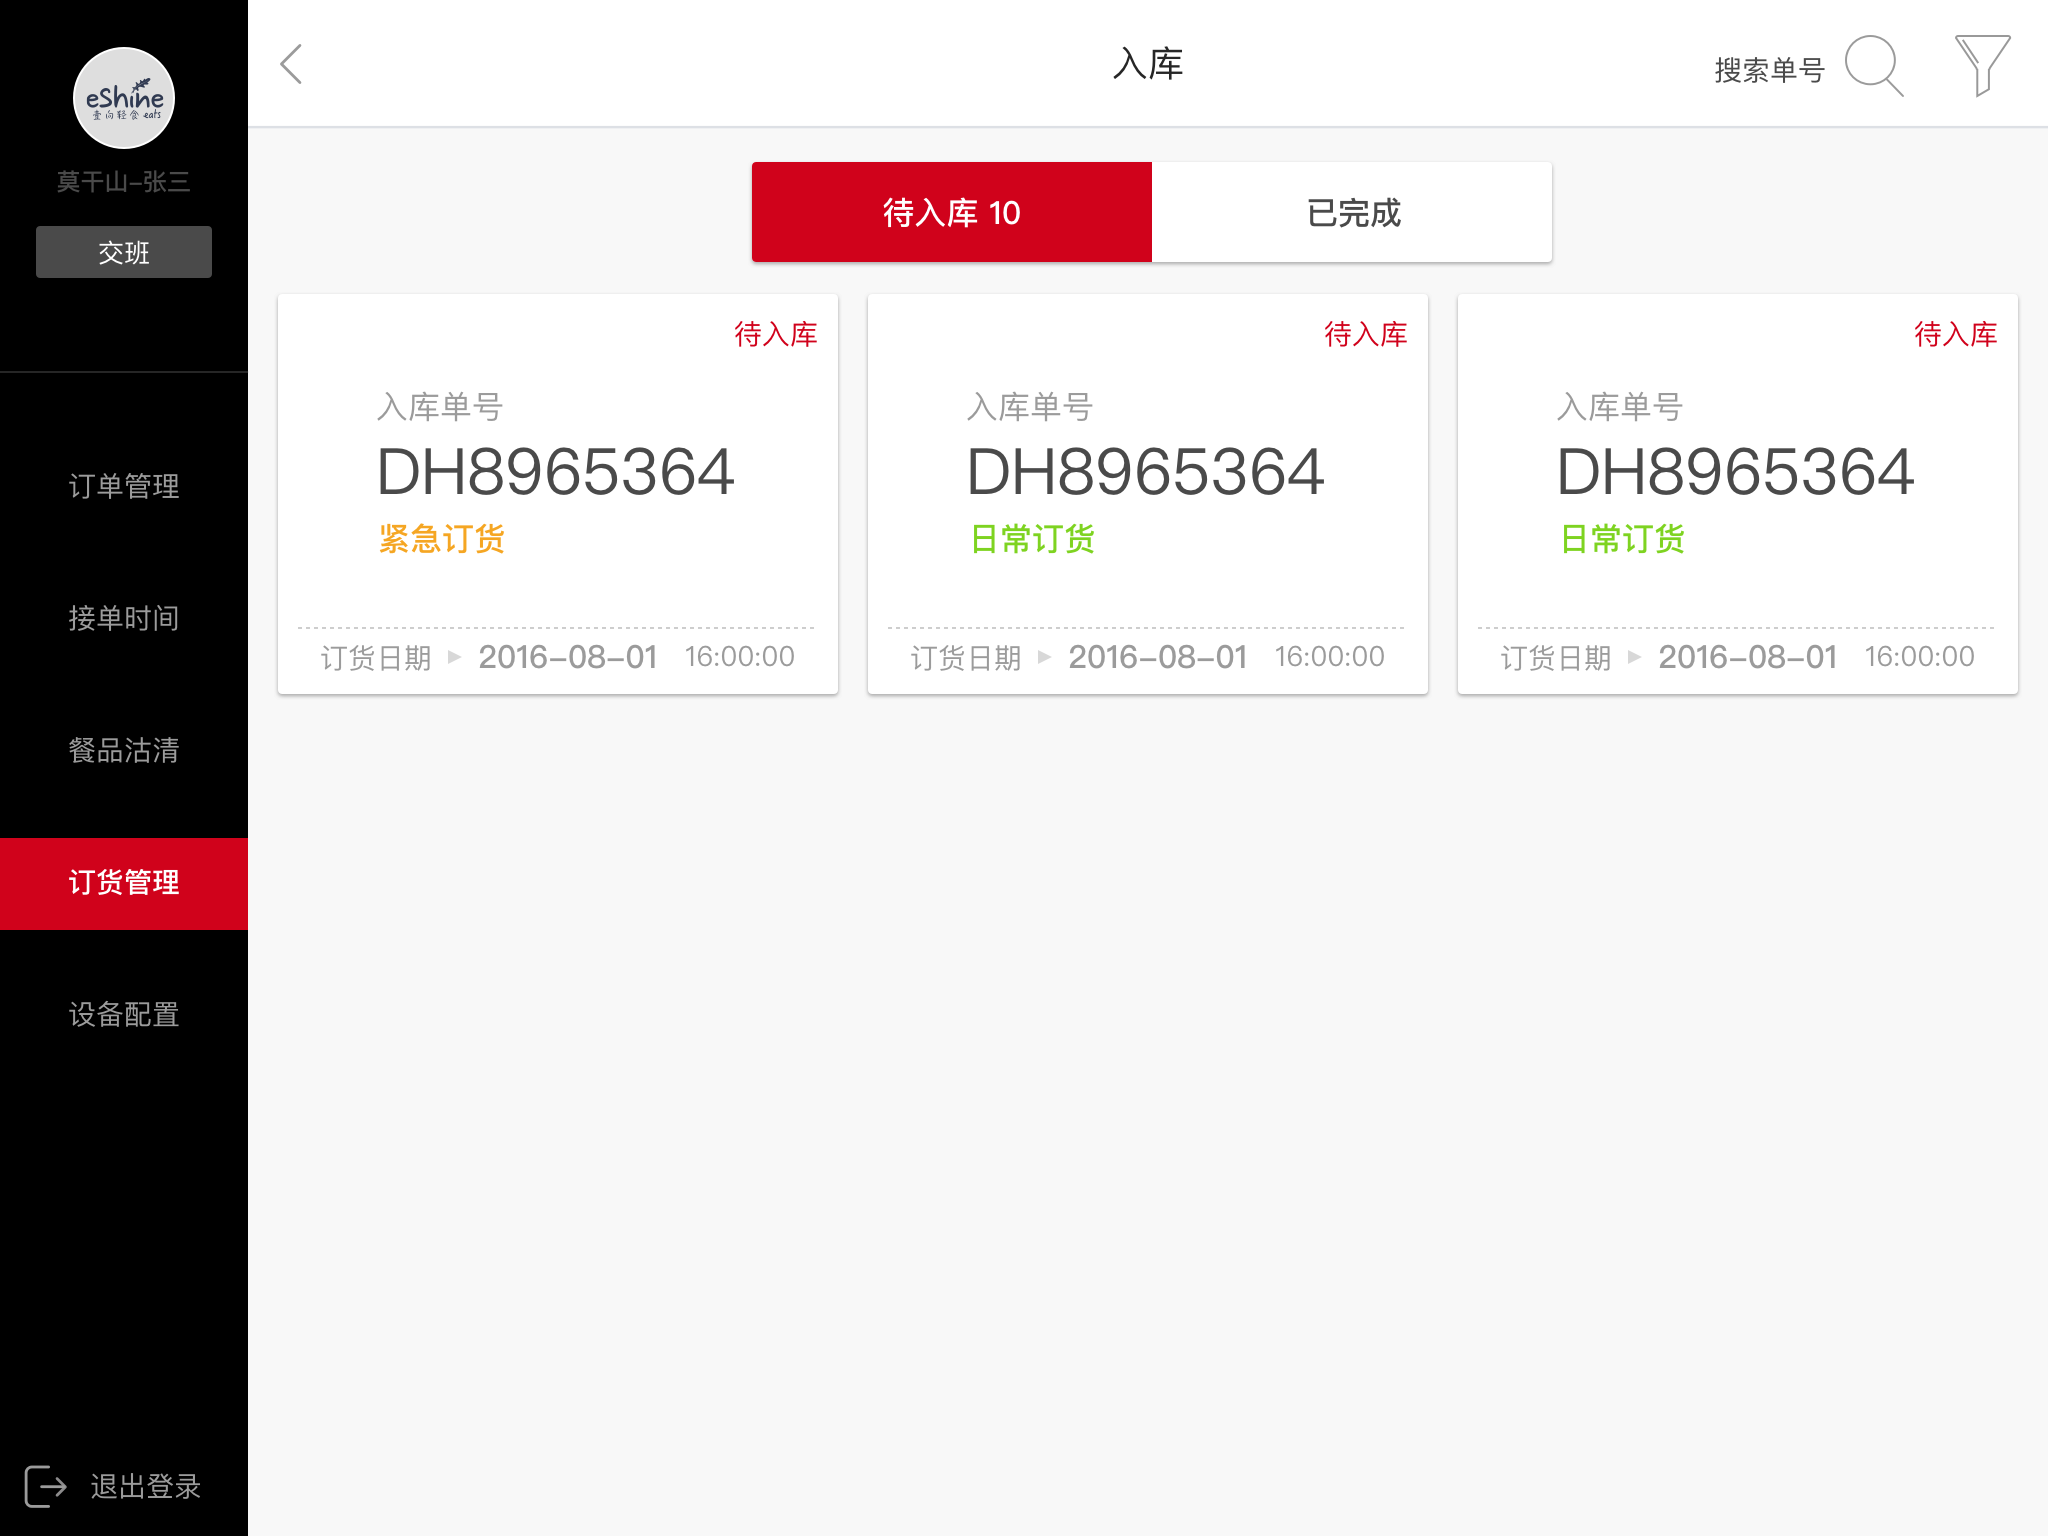 eShine
壹向轻食 eats
莫干山-张三
交班
订单管理
接单时间
餐品沽清
订货管理
设备配置
退出登录
入库
搜索单号
待入库 10
已完成
待入库
入库单号
DH8965364
紧急订货
订货日期 ▶ 2016-08-01 16:00:00
待入库
入库单号
DH8965364
日常订货
订货日期 ▶ 2016-08-01 16:00:00
待入库
入库单号
DH8965364
日常订货
订货日期 ▶ 2016-08-01 16:00:00